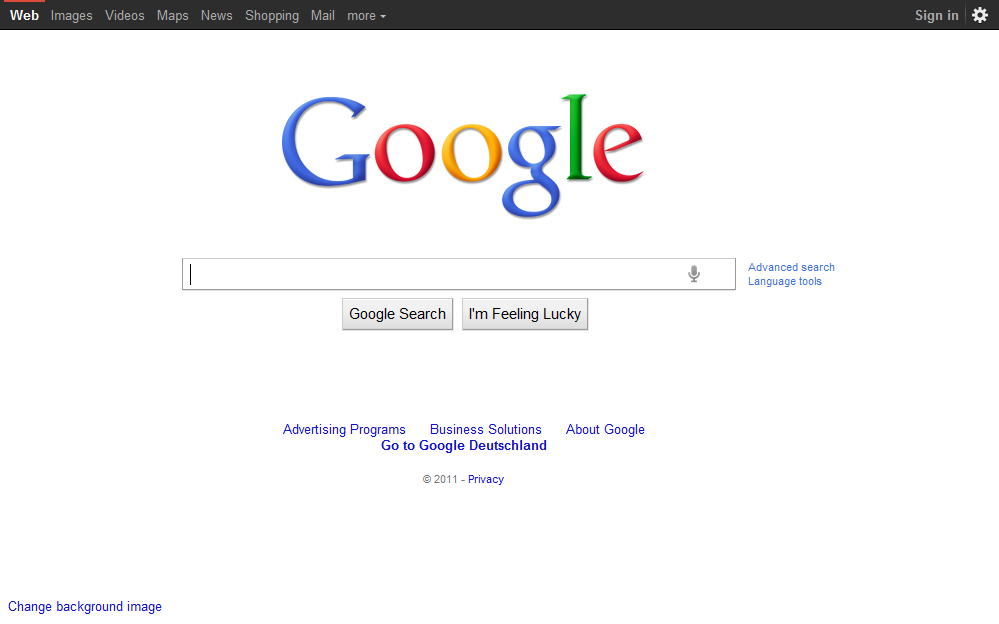 Web Images Videos Maps News Shopping Mail more Sign in
Google
Advanced search
Language tools
Google Search I'm Feeling Lucky
Advertising Programs Business Solutions About Google
Go to Google Deutschland
© 2011 - Privacy
Change background image